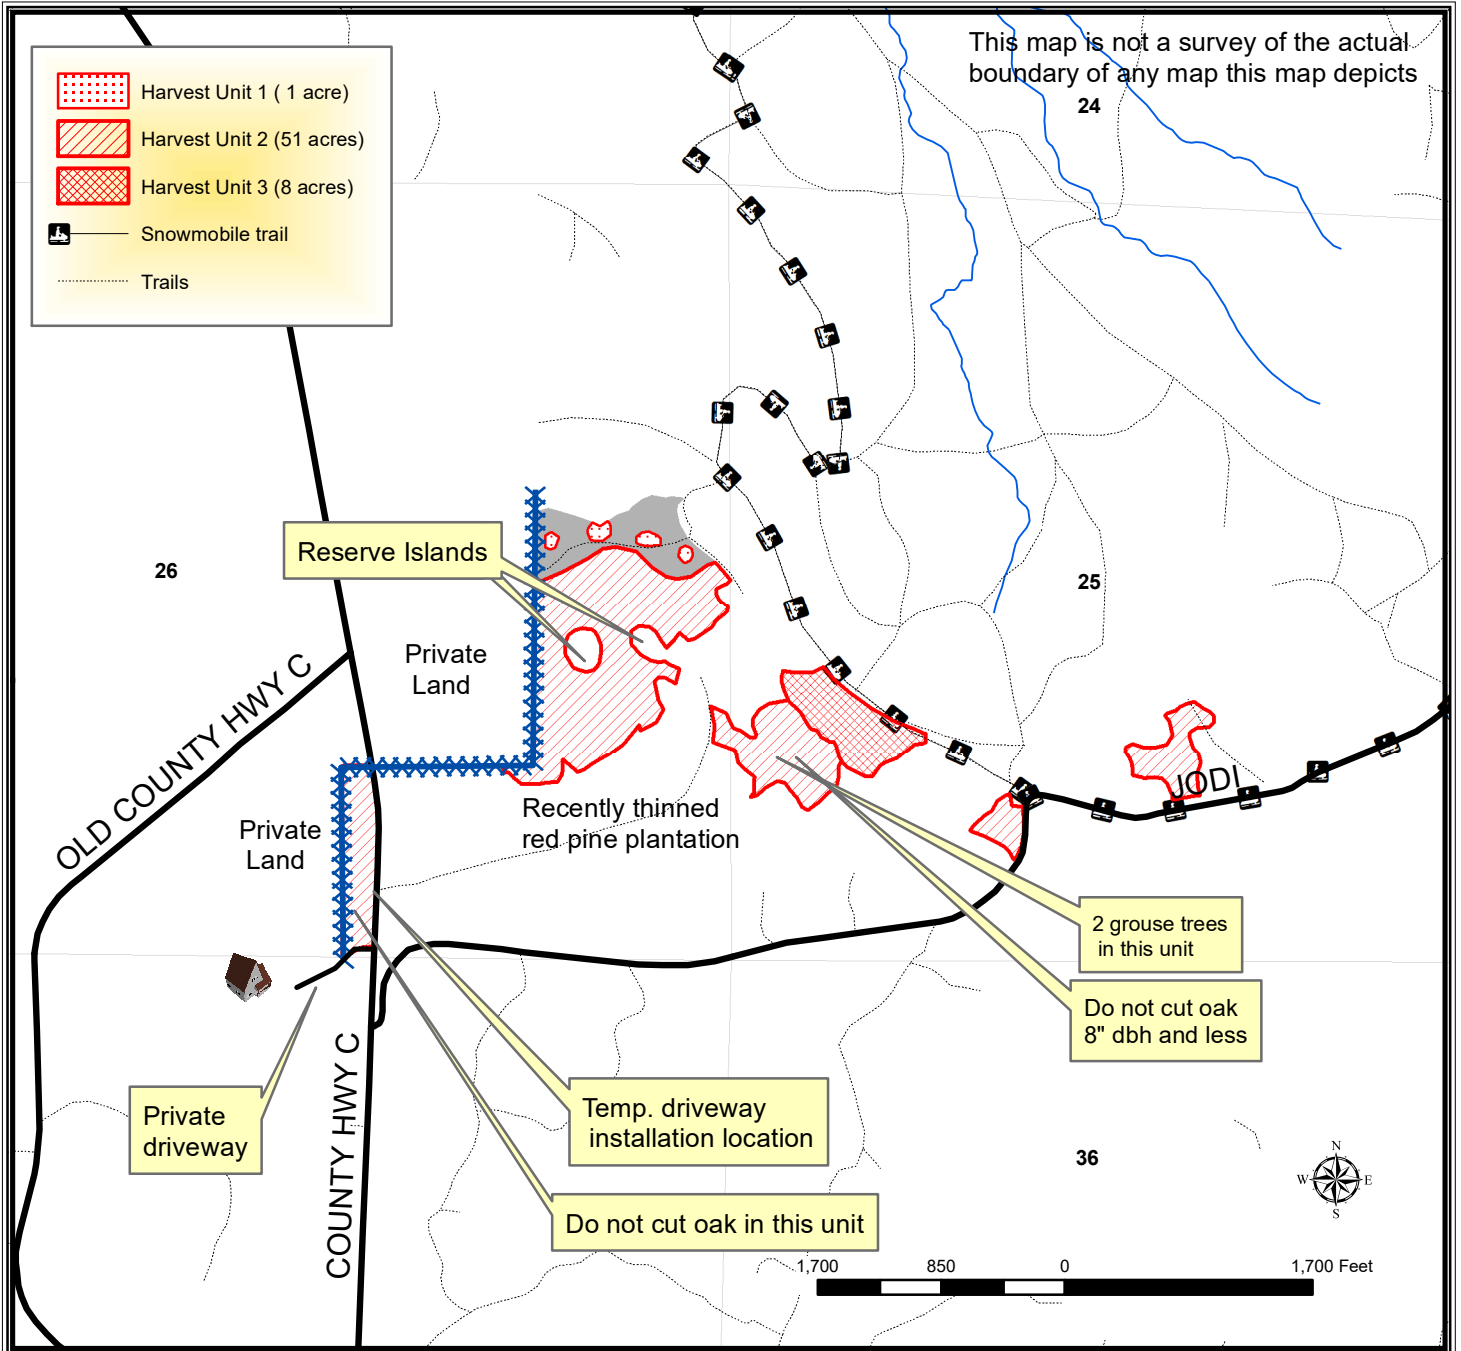 This map is not a survey of the actual
boundary of any map this map depicts
24
Harvest Unit 1 ( 1 acre)
Harvest Unit 2 (51 acres)
Harvest Unit 3 (8 acres)
Snowmobile trail
Trails
Reserve Islands
26
25
Private
Land
OLD COUNTY HWY C
JODI
Recently thinned
red pine plantation
Private
Land
2 grouse trees
in this unit
Do not cut oak
8" dbh and less
Private
driveway
COUNTY HWY C
Temp. driveway
installation location
Do not cut oak in this unit
36
N
W E
S
1,700 850 0 1,700 Feet